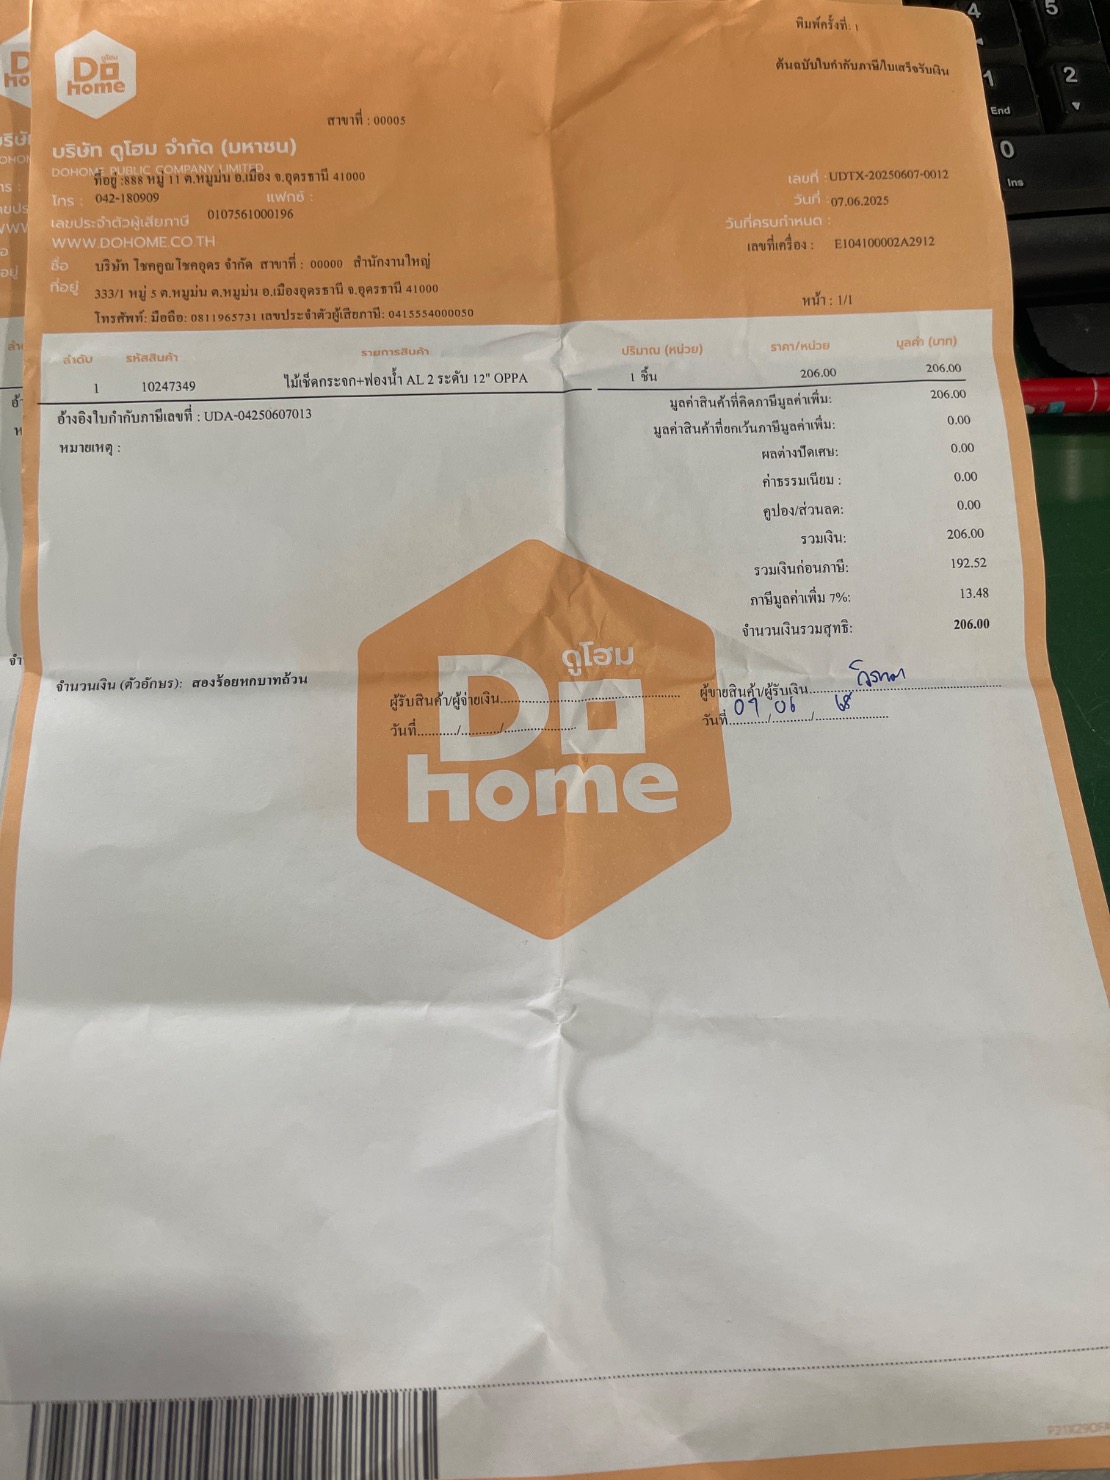 พิมพ์ครั้งที่: 1
ต้นฉบับใบกำกับภาษี/ใบเสร็จรับเงิน
ดูโฮม
Do
home
สาขาที่ : 00005
บริษัท ดูโฮม จำกัด (มหาชน)
DOHOME PUBLIC COMPANY LIMITED
ที่อยู่ :888 หมู่ 11 ต.หมูม่น อ.เมือง จ.อุดรธานี 41000
โทร : 042-180909 แฟกซ์ :
เลขประจำตัวผู้เสียภาษี 0107561000196
WWW.DOHOME.CO.TH
เลขที่ : UDTX-20250607-0012
วันที่ 07.06.2025
วันที่ครบกำหนด :
เลขที่เครื่อง : E104100002A2912
ชื่อ บริษัท โชคคูณโชคอุดร จำกัด สาขาที่ : 00000 สำนักงานใหญ่
ที่อยู่ 333/1 หมู่ 5 ต.หมูม่น ต.หมูม่น อ.เมืองอุดรธานี จ.อุดรธานี 41000
โทรศัพท์: มือถือ: 0811965731 เลขประจำตัวผู้เสียภาษี: 0415554000050
หน้า : 1/1
ลำดับ รหัสสินค้า รายการสินค้า ปริมาณ (หน่วย) ราคา/หน่วย มูลค่า (บาท)
1 10247349 ไม้เช็ดกระจก+ฟองน้ำ AL 2 ระดับ 12" OPPA 1 ชิ้น 206.00 206.00
อ้างอิงใบกำกับภาษีเลขที่ : UDA-04250607013
หมายเหตุ :
มูลค่าสินค้าที่คิดภาษีมูลค่าเพิ่ม: 206.00
มูลค่าสินค้าที่ยกเว้นภาษีมูลค่าเพิ่ม: 0.00
ผลต่างปัดเศษ: 0.00
ค่าธรรมเนียม : 0.00
คูปอง/ส่วนลด: 0.00
รวมเงิน: 206.00
รวมเงินก่อนภาษี: 192.52
ภาษีมูลค่าเพิ่ม 7%: 13.48
จำนวนเงินรวมสุทธิ: 206.00
จำนวนเงิน (ตัวอักษร): สองร้อยหกบาทถ้วน
ดูโฮม
Do
home
ผู้รับสินค้า/ผู้จ่ายเงิน
วันที่........../........../..........
ผู้ขายสินค้า/ผู้รับเงิน
วันที่ 07 / 06 / 68